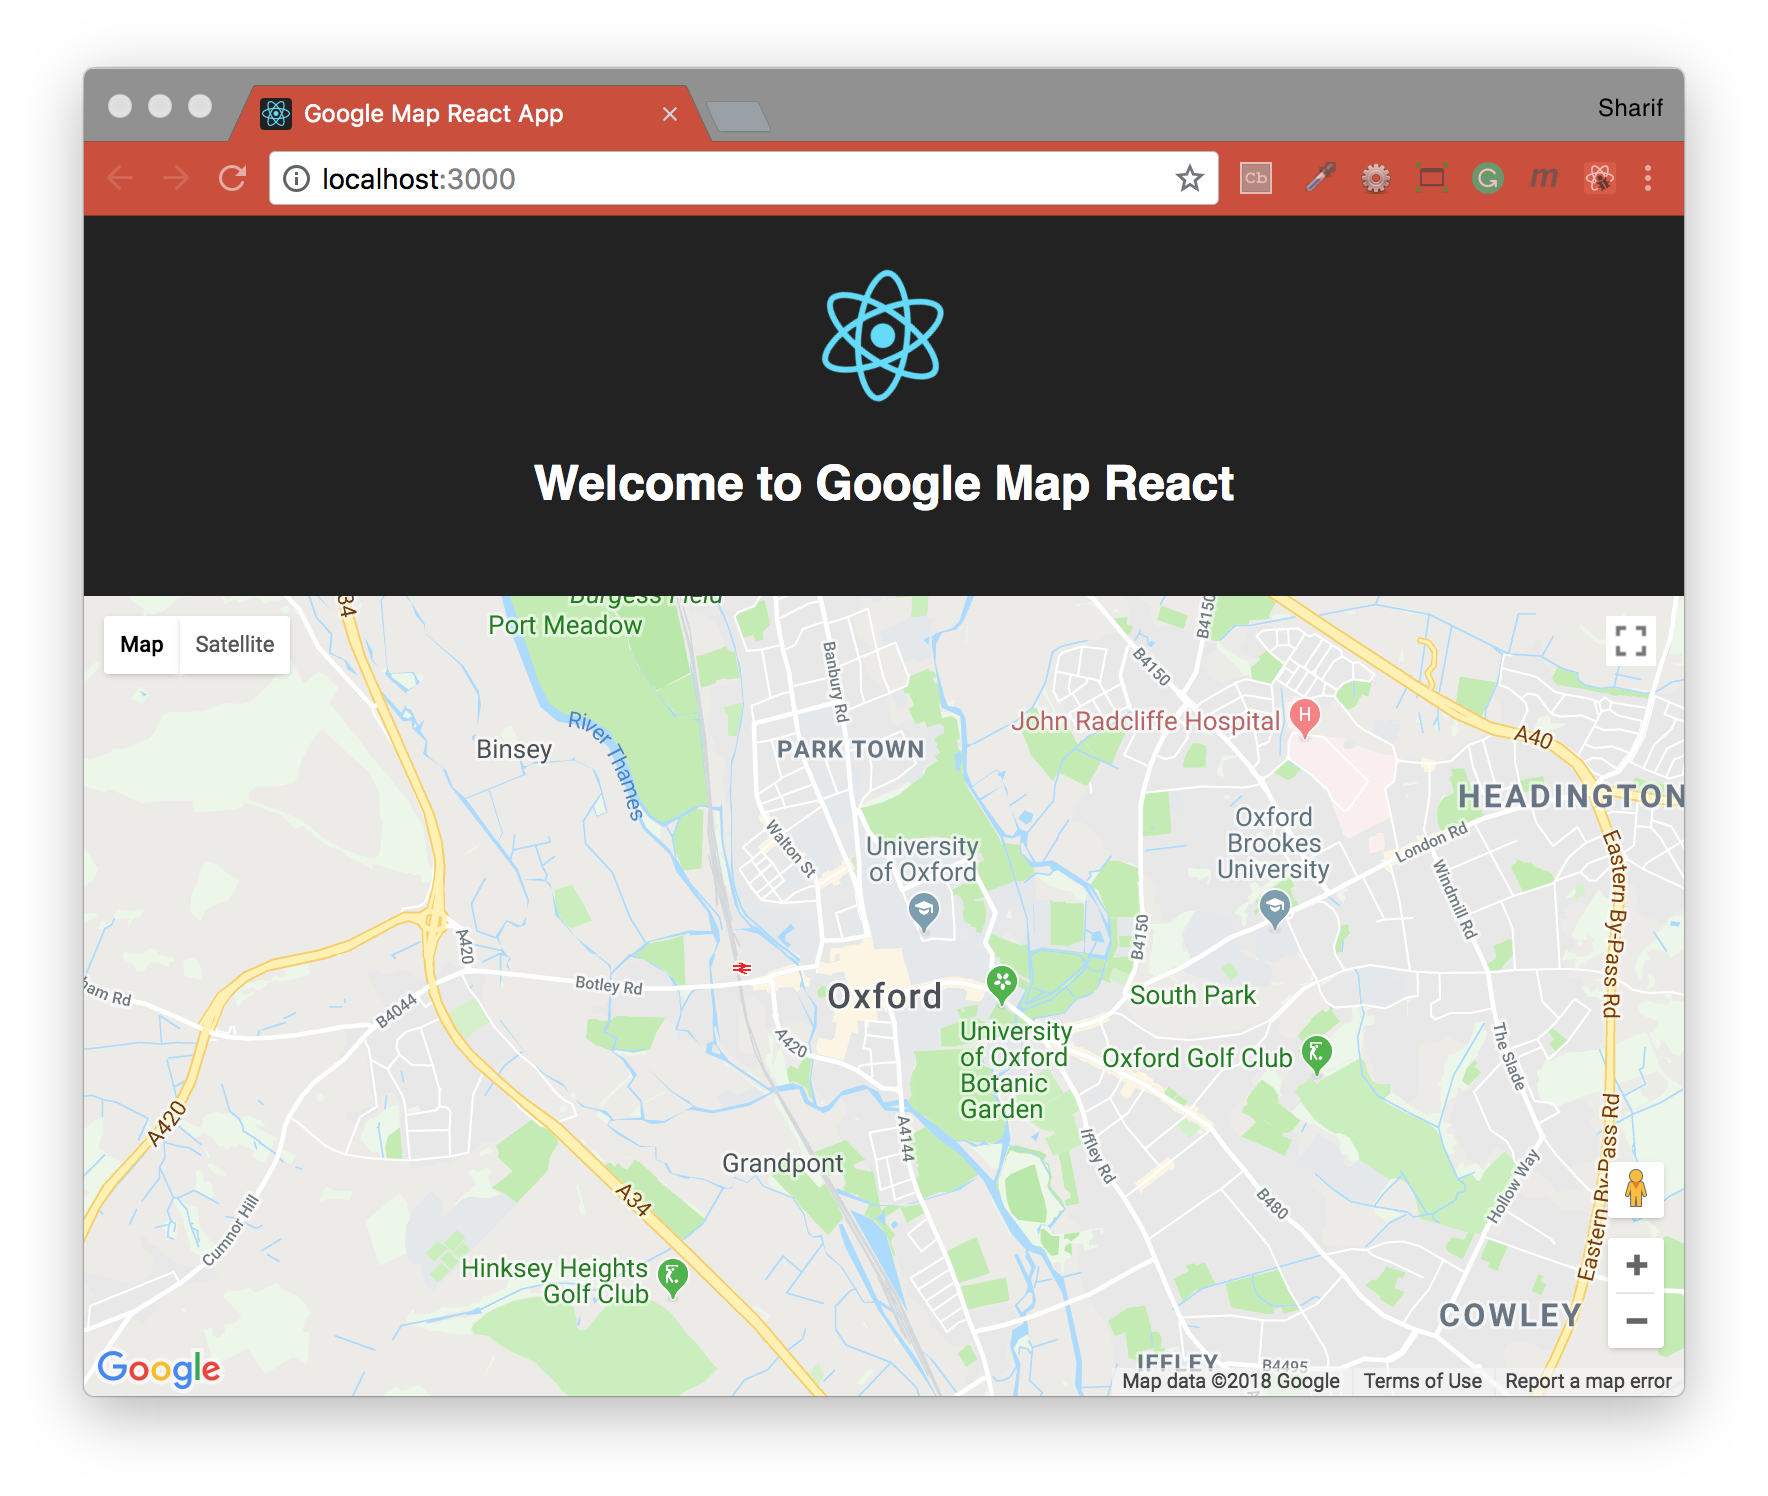 Google Map React App
Sharif
localhost:3000
Cb
G
m
Welcome to Google Map React
Map
Satellite
Burgess Field
Port Meadow
B4150
Banbury Rd
B4150
River Thames
Binsey
PARK TOWN
John Radcliffe Hospital
H
A40
HEADINGTON
Walton St
University
of Oxford
Oxford
Brookes
University
London Rd
Windmill Rd
Eastern By-Pass Rd
A420
B4150
Botley Rd
B4044
Oxford
South Park
University
of Oxford
Botanic
Garden
Oxford Golf Club
A420
The Slade
A420
A4144
Iffley Rd
Eastern By-Pass Rd
Grandpont
A34
B480
Hollow Way
Cumnor Hill
Hinksey Heights
Golf Club
COWLEY
IFFLEY
B4495
Google
Map data ©2018 Google
Terms of Use
Report a map error